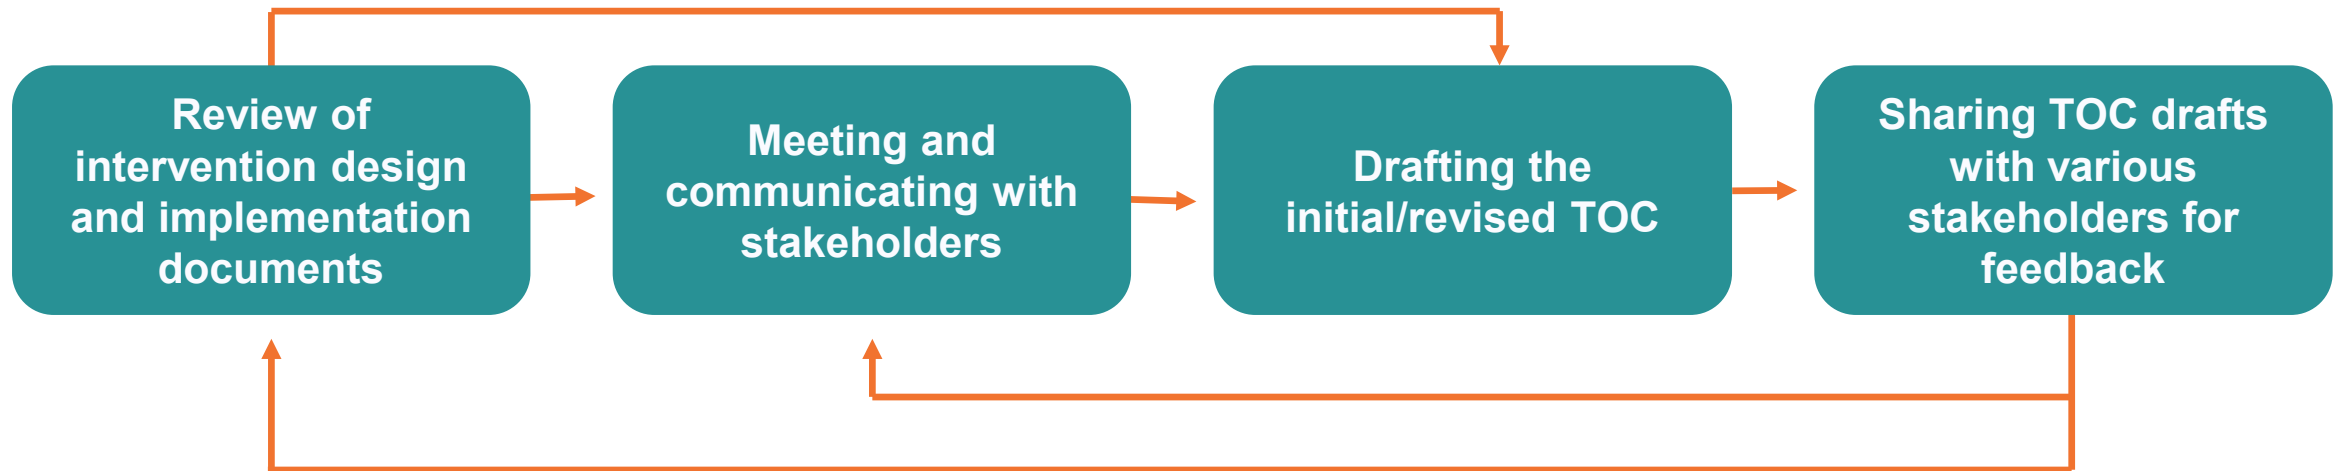 Review of
intervention design
and implementation
documents
Meeting and
communicating with
stakeholders
Drafting the
initial/revised TOC
Sharing TOC drafts
with various
stakeholders for
feedback